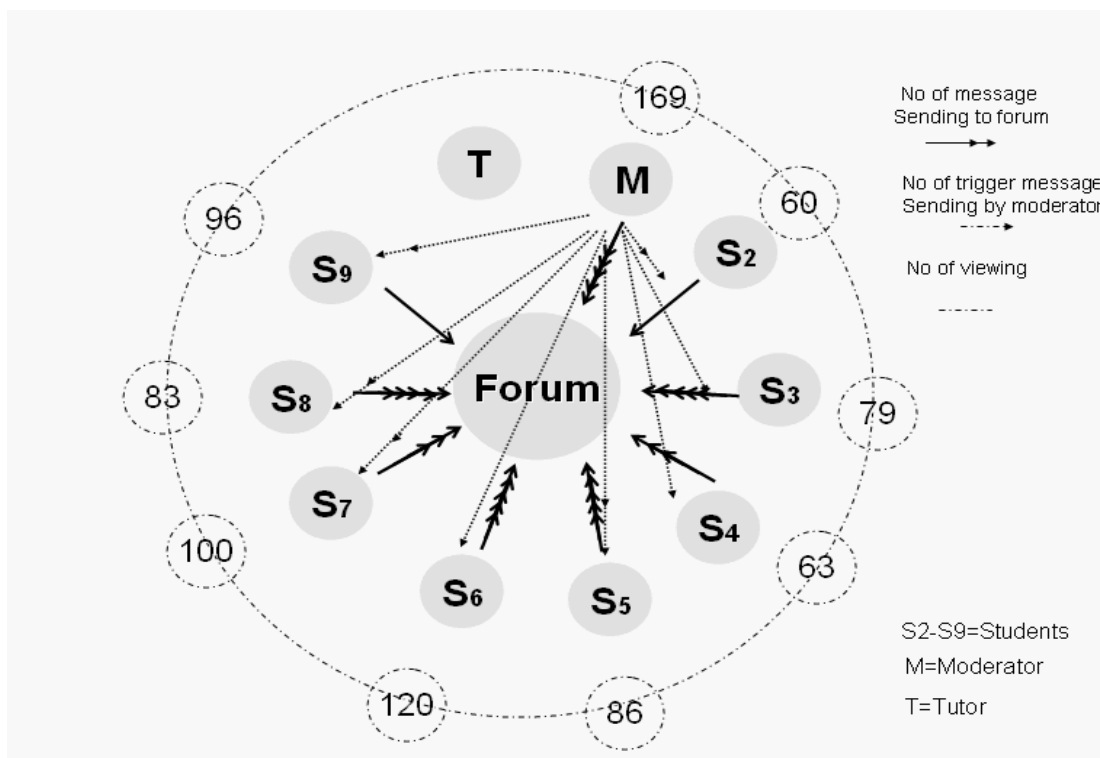 169
No of message
Sending to forum
T
M
No of trigger message
Sending by moderator
96
60
S9
S2
No of viewing
Forum
S8
S3
83
79
S7
S4
100
63
S6
S5
S2-S9=Students
M=Moderator
T=Tutor
120
86